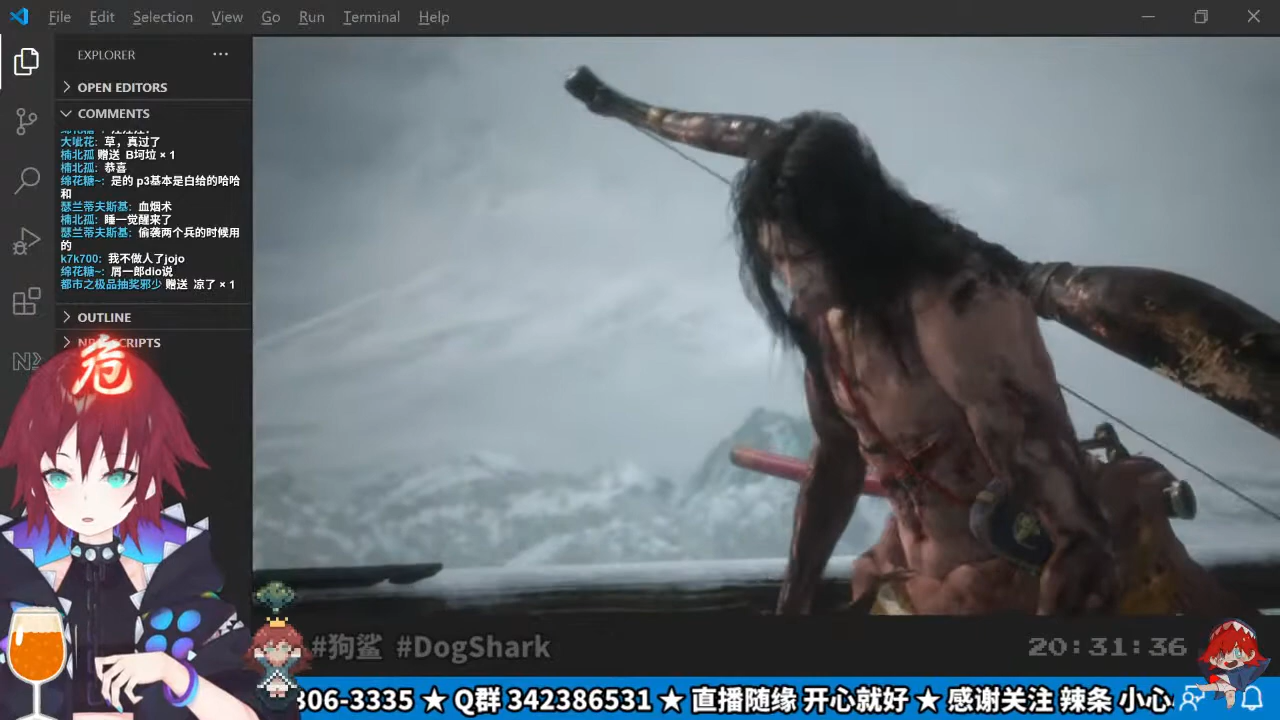 File Edit Selection View Go Run Terminal Help
EXPLORER
OPEN EDITORS
COMMENTS
大呲花: 草，真过了
楠北孤 赠送 B坷垃 × 1
楠北孤: 恭喜
绵花糖~: 是的 p3基本是白给的哈哈
和
瑟兰蒂夫斯基: 血烟术
楠北孤: 睡一觉醒来了
瑟兰蒂夫斯基: 偷袭两个兵的时候用
的
k7k700: 我不做人了jojo
绵花糖~: 屑一郎dio说
都市之极品抽奖邪少 赠送 凉了 × 1
OUTLINE
危
#狗鲨 #DogShark
20:31:36
306-3335 ★ Q群 342386531 ★ 直播随缘 开心就好 ★ 感谢关注 辣条 小心